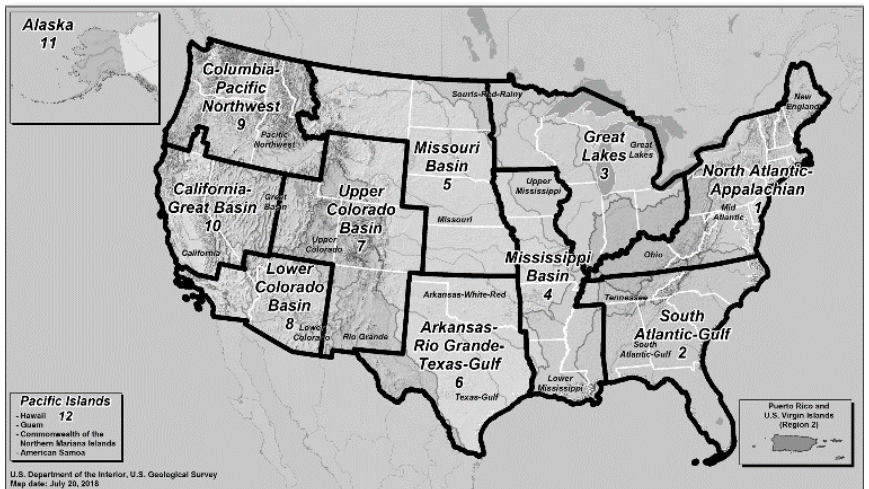 Alaska
11
Columbia-
Pacific
Northwest
9
Pacific
Northwest
Souris-Red-Rainy
New
England
Missouri
Basin
5
Great
Lakes
3
Great
Lakes
North Atlantic-
Appalachian
1
Mid
Atlantic
California-
Great Basin
10
Great
Basin
California
Upper
Colorado
Basin
7
Upper
Colorado
Upper
Mississippi
Missouri
Ohio
Mississippi
Basin
4
Lower
Colorado
Basin
8
Lower
Colorado
Rio Grande
Arkansas-White-Red
Arkansas-
Rio Grande-
Texas-Gulf
6
Texas-Gulf
Tennessee
South
Atlantic-Gulf
2
South
Atlantic-Gulf
Lower
Mississippi
Pacific Islands
12
- Hawaii
- Guam
- Commonwealth of the
Northern Mariana Islands
- American Samoa
Puerto Rico and
U.S. Virgin Islands
(Region 2)
U.S. Department of the Interior, U.S. Geological Survey
Map date: July 20, 2018